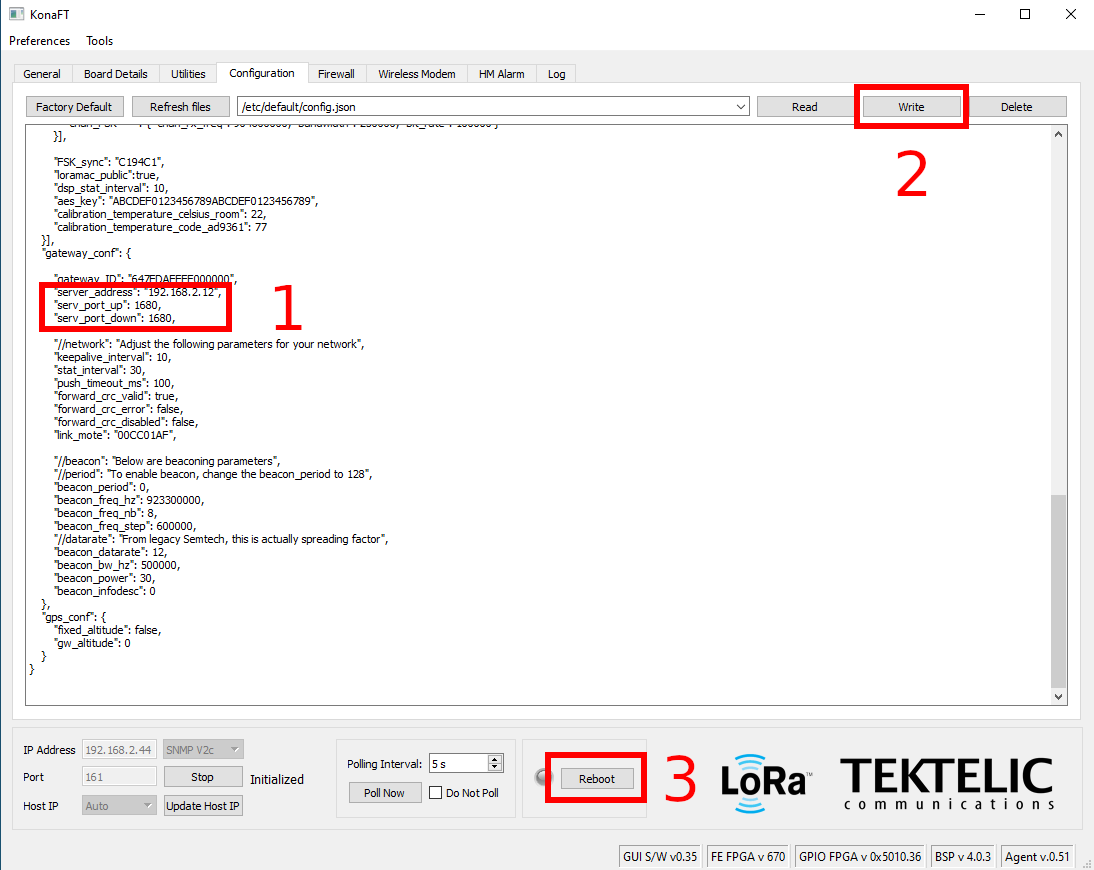 KonaFT
Preferences Tools
General Board Details Utilities Configuration Firewall Wireless Modem HM Alarm Log
Factory Default Refresh files /etc/default/config.json Read Write Delete
2
}],
"FSK_sync": "C194C1",
"loramac_public":true,
"dsp_stat_interval": 10,
"aes_key": "ABCDEF0123456789ABCDEF0123456789",
"calibration_temperature_celsius_room": 22,
"calibration_temperature_code_ad9361": 77
}],
"gateway_conf": {
"gateway_ID": "647FDAFFFE000000",
"server_address": "192.168.2.12",
"serv_port_up": 1680,
"serv_port_down": 1680,
1
"//network": "Adjust the following parameters for your network",
"keepalive_interval": 10,
"stat_interval": 30,
"push_timeout_ms": 100,
"forward_crc_valid": true,
"forward_crc_error": false,
"forward_crc_disabled": false,
"link_mote": "00CC01AF",
"//beacon": "Below are beaconing parameters",
"//period": "To enable beacon, change the beacon_period to 128",
"beacon_period": 0,
"beacon_freq_hz": 923300000,
"beacon_freq_nb": 8,
"beacon_freq_step": 600000,
"//datarate": "From legacy Semtech, this is actually spreading factor",
"beacon_datarate": 12,
"beacon_bw_hz": 500000,
"beacon_power": 30,
"beacon_infodesc": 0
},
"gps_conf": {
"fixed_altitude": false,
"gw_altitude": 0
}
}
IP Address 192.168.2.44 SNMP V2c
Port 161 Stop Initialized
Host IP Auto Update Host IP
Polling Interval: 5 s
Poll Now Do Not Poll
Reboot
3
LoRa™
TEKTELIC
communications
GUI S/W v0.35 FE FPGA v 670 GPIO FPGA v 0x5010.36 BSP v 4.0.3 Agent v.0.51